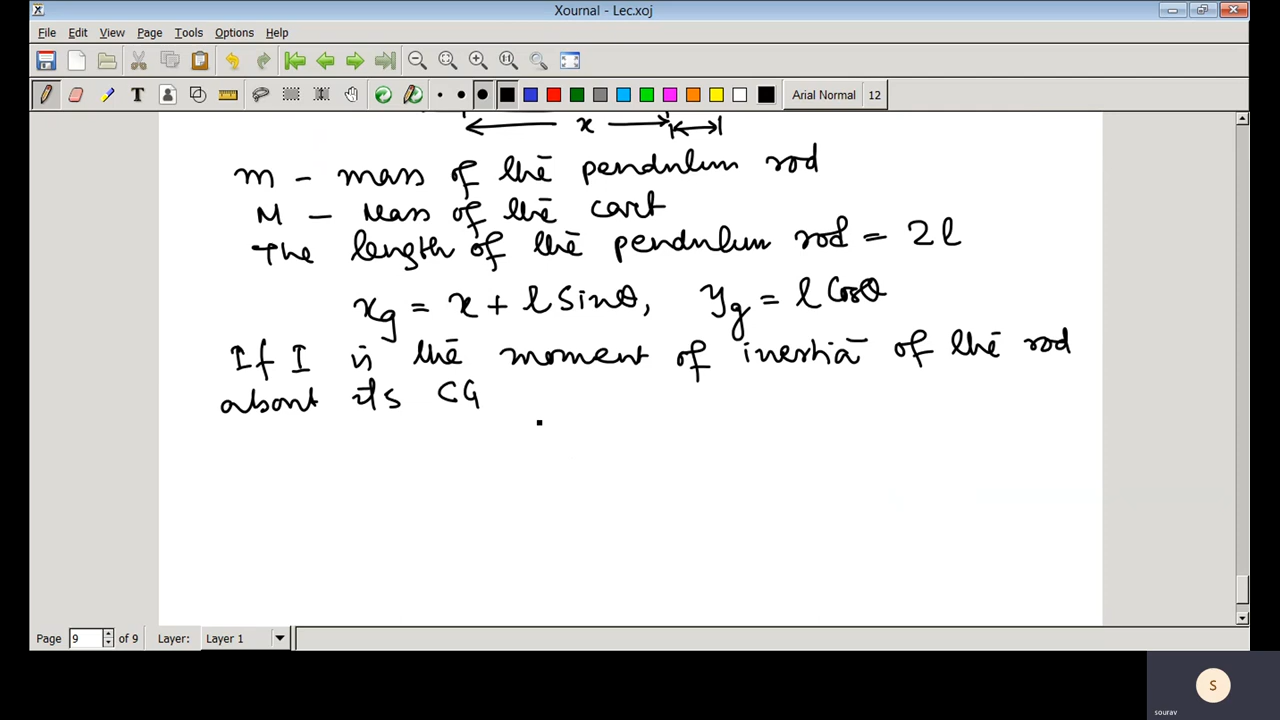 Xournal - Lec.xoj
File Edit View Page Tools Options Help
Arial Normal 12
x
m - mass of the pendulum rod
M - Mass of the cart
The length of the pendulum rod = 2l
xg = x + l Sinθ, yg = l Cosθ
If I is the moment of inertia of the rod
about its CG
Page 9 of 9 Layer: Layer 1
S
sourav